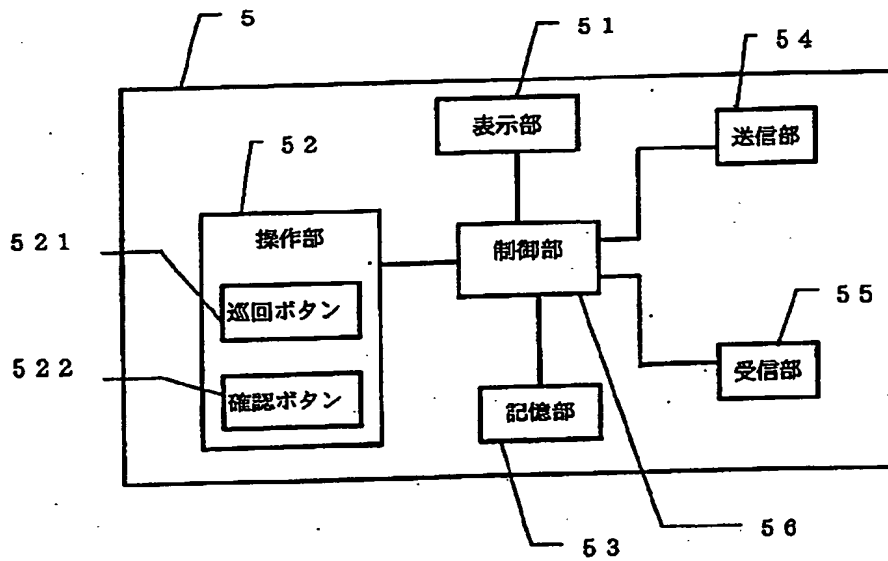 5
51
54
表示部
送信部
52
操作部
521
制御部
巡回ボタン
55
522
受信部
確認ボタン
記憶部
56
53